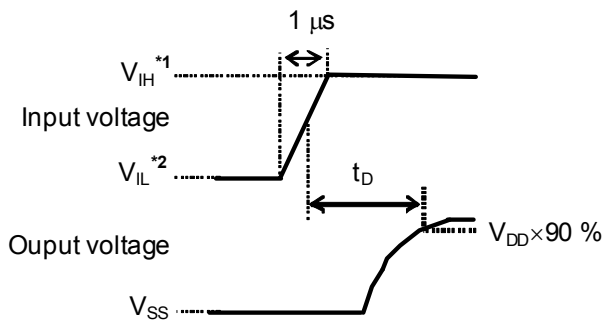 1 μs
V_IH*1
Input voltage
V_IL*2
t_D
Ouput voltage
V_DD×90 %
V_SS